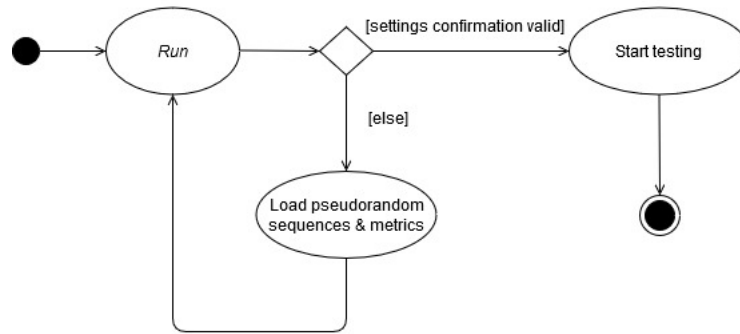 [settings confirmation valid]
Run
Start testing
[else]
Load pseudorandom
sequences & metrics